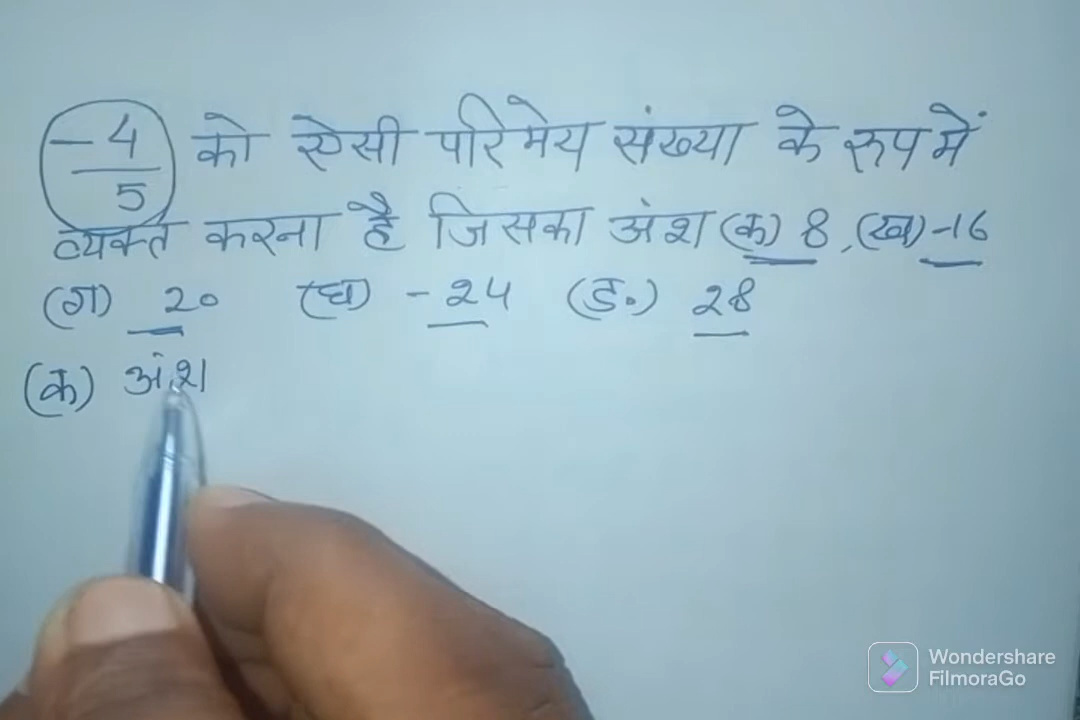 -4/5 को ऐसी परिमेय संख्या के रुप में
व्यक्त करना है जिसका अंश (क) 8, (ख) -16
(ग) 20 (घ) -24 (ड.) 28
(क) अंश
Wondershare
FilmoraGo